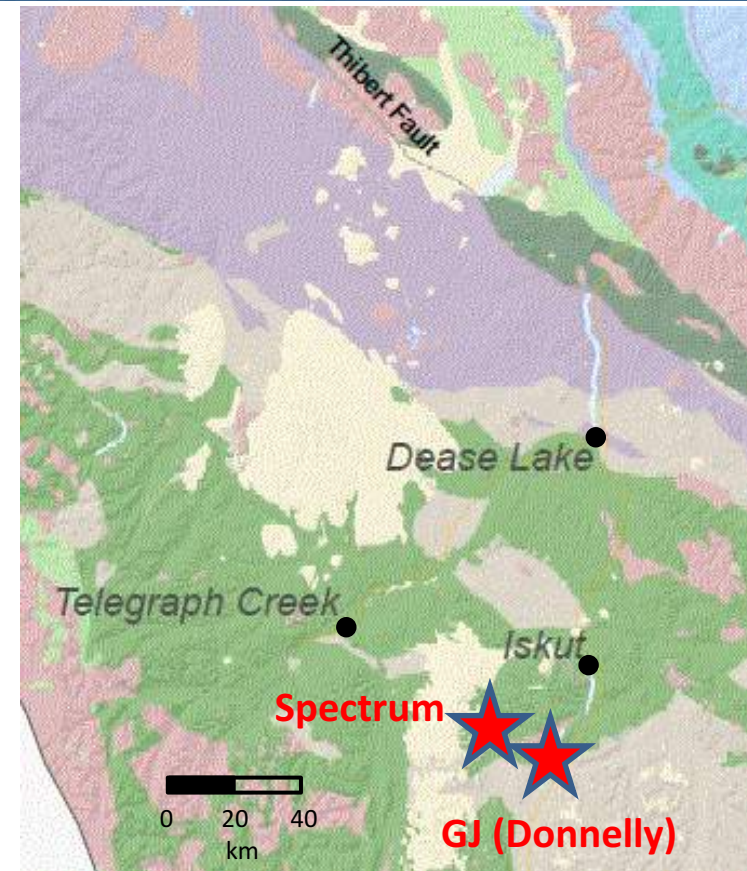 Thibert Fault
Dease Lake
Telegraph Creek
Iskut
Spectrum
GJ (Donnelly)
0 20 40
km